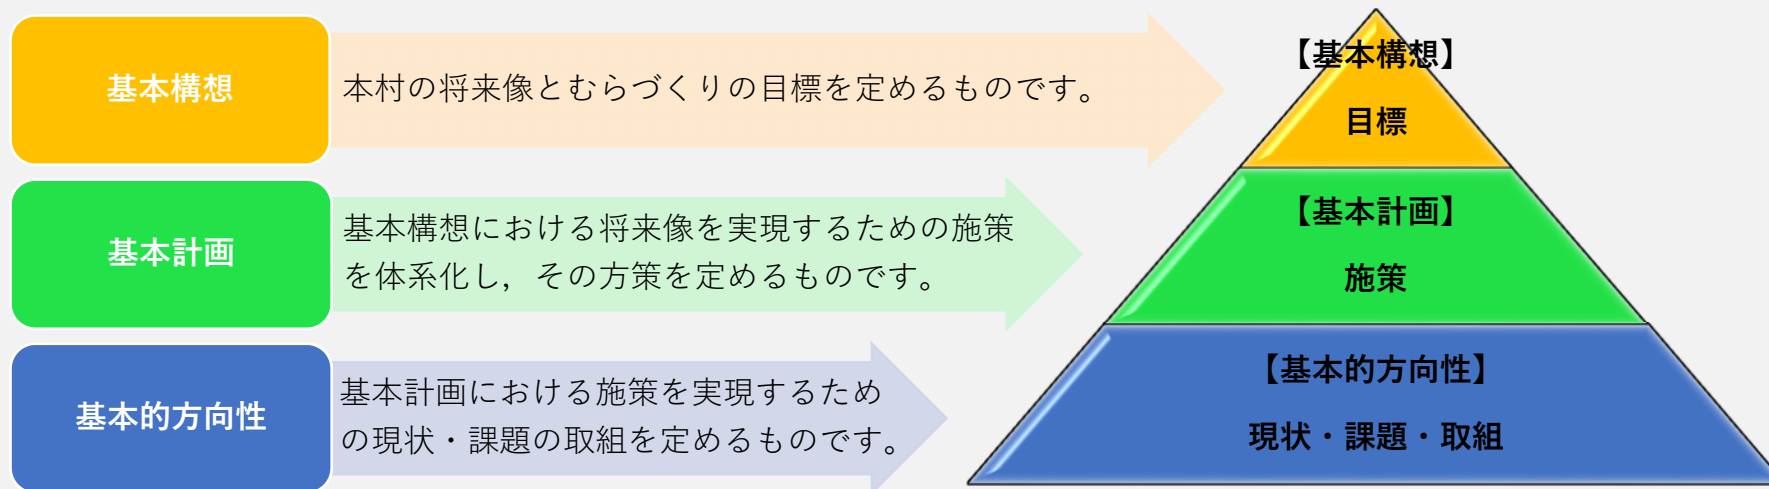 基本構想
本村の将来像とむらづくりの目標を定めるものです。
基本計画
基本構想における将来像を実現するための施策
を体系化し，その方策を定めるものです。
基本的方向性
基本計画における施策を実現するため
の現状・課題の取組を定めるものです。
【基本構想】
目標
【基本計画】
施策
【基本的方向性】
現状・課題・取組